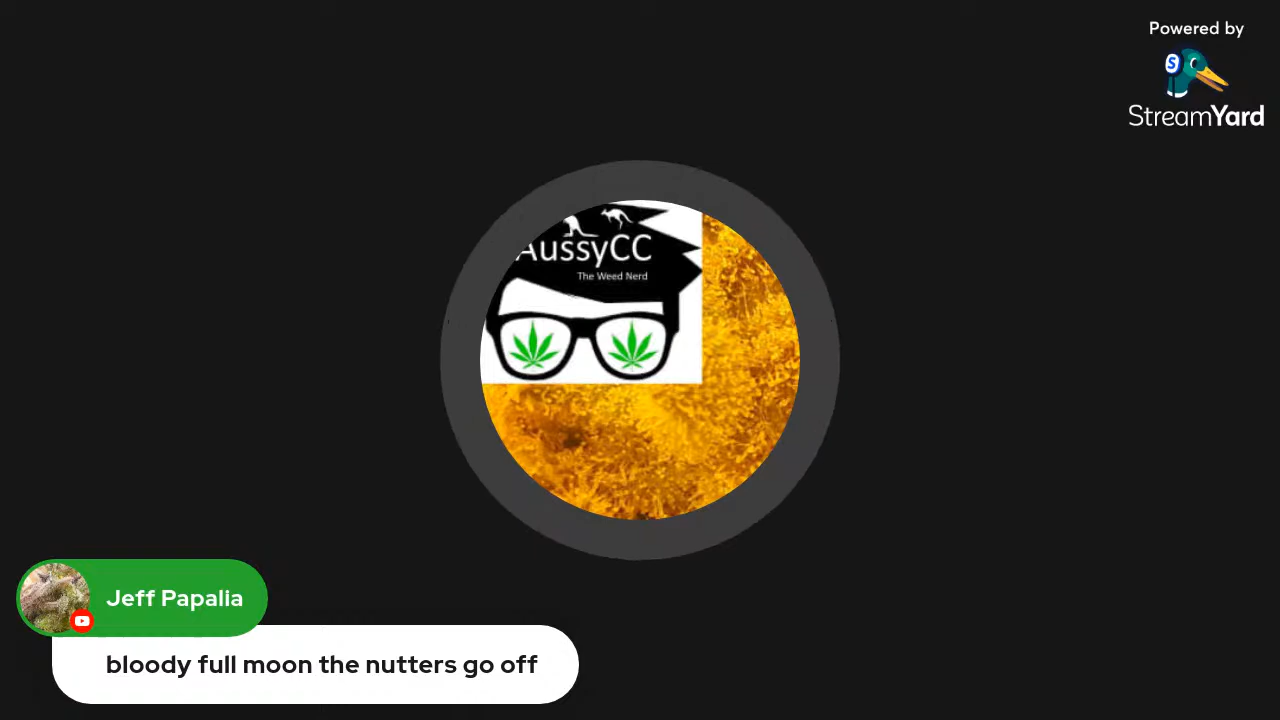 Powered by
S
StreamYard
AussyCC
The Weed Nerd
Jeff Papalia
bloody full moon the nutters go off